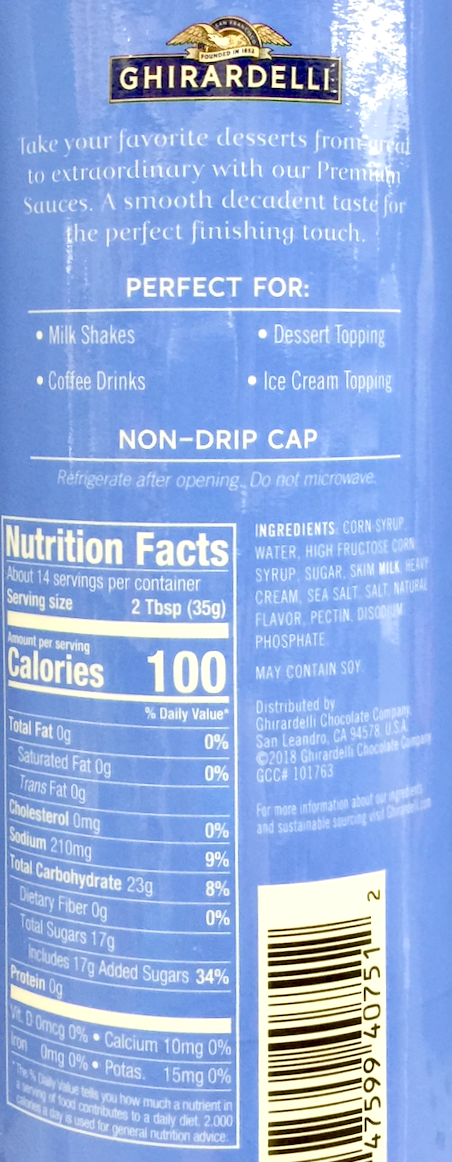 SAN FRANCISCO
FOUNDED IN 1852
GHIRARDELLI
Take your favorite desserts from great
to extraordinary with our Premium
Sauces. A smooth decadent taste for
the perfect finishing touch.
PERFECT FOR:
• Milk Shakes
• Dessert Topping
• Coffee Drinks
• Ice Cream Topping
NON-DRIP CAP
Refrigerate after opening. Do not microwave.
Nutrition Facts
About 14 servings per container
Serving size 2 Tbsp (35g)
Amount per serving
Calories 100
% Daily Value*
Total Fat 0g 0%
Saturated Fat 0g 0%
Trans Fat 0g
Cholesterol 0mg 0%
Sodium 210mg 9%
Total Carbohydrate 23g 8%
Dietary Fiber 0g 0%
Total Sugars 17g
Includes 17g Added Sugars 34%
Protein 0g
Vit. D 0mcg 0% • Calcium 10mg 0%
Iron 0mg 0% • Potas. 15mg 0%
*The % Daily Value tells you how much a nutrient in
a serving of food contributes to a daily diet. 2,000
calories a day is used for general nutrition advice.
INGREDIENTS: CORN SYRUP,
WATER, HIGH FRUCTOSE CORN
SYRUP, SUGAR, SKIM MILK, HEAVY
CREAM, SEA SALT, SALT, NATURAL
FLAVOR, PECTIN, DISODIUM
PHOSPHATE.
MAY CONTAIN SOY.
Distributed by
Ghirardelli Chocolate Company
San Leandro, CA 94578, U.S.A.
©2018 Ghirardelli Chocolate Company
GCC# 101763
For more information about our ingredients
and sustainable sourcing visit Ghirardelli.com
47599 40751 2